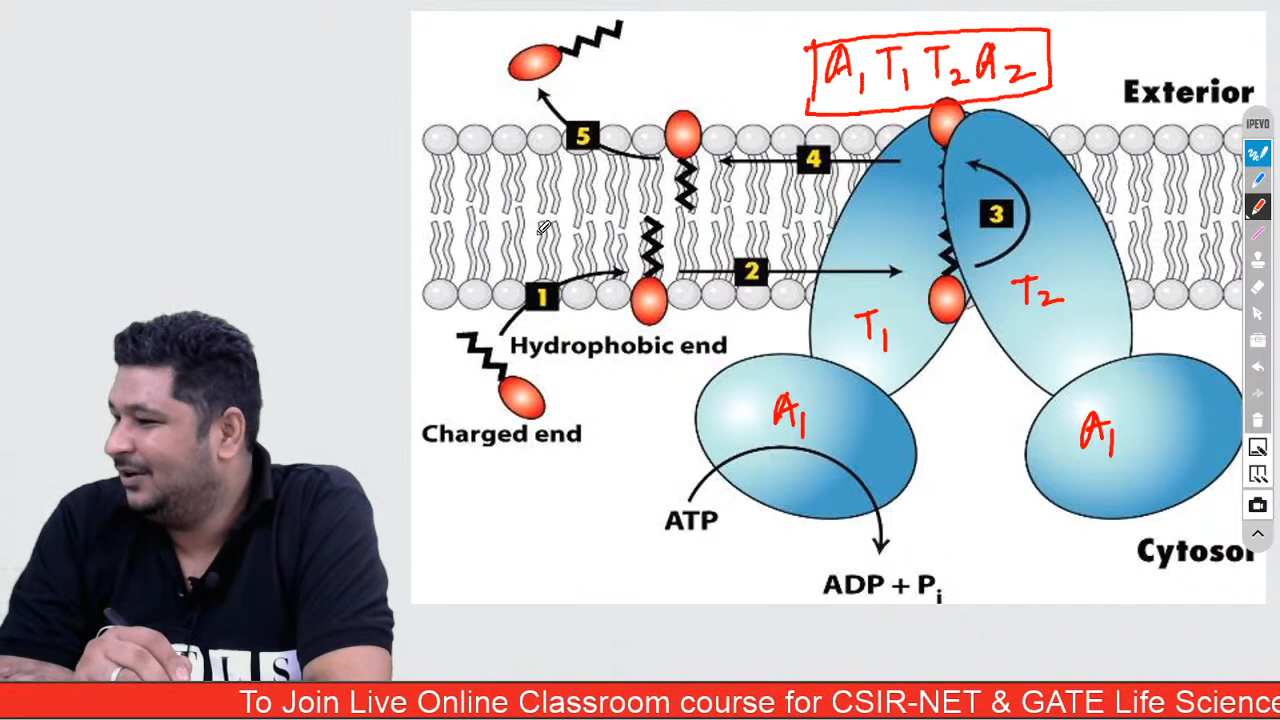 A1 T1 T2 A2
Exterior
IPEVO
5
4
3
2
1
T2
T1
Hydrophobic end
A1
A1
Charged end
ATP
Cytosol
ADP + Pi
LS
To Join Live Online Classroom course for CSIR-NET & GATE Life Science